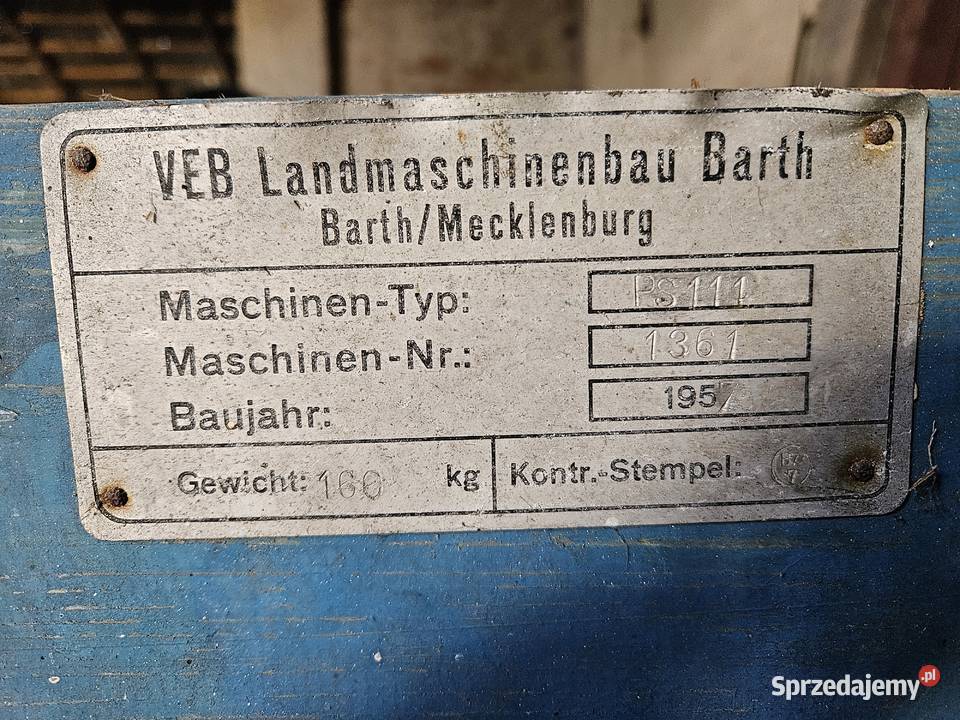 VEB Landmaschinenbau Barth
Barth/Mecklenburg
Maschinen-Typ: PS111
Maschinen-Nr.: 1361
Baujahr: 1957
Gewicht: 160 kg
Kontr.-Stempel:
Sprzedajemy.pl